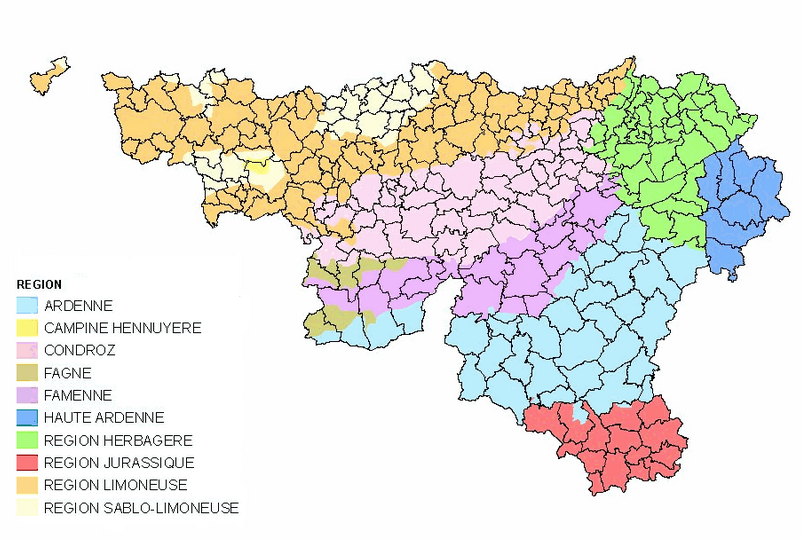 REGION
ARDENNE
CAMPINE HENNUYERE
CONDROZ
FAGNE
FAMENNE
HAUTE ARDENNE
REGION HERBAGERE
REGION JURASSIQUE
REGION LIMONEUSE
REGION SABLO-LIMONEUSE